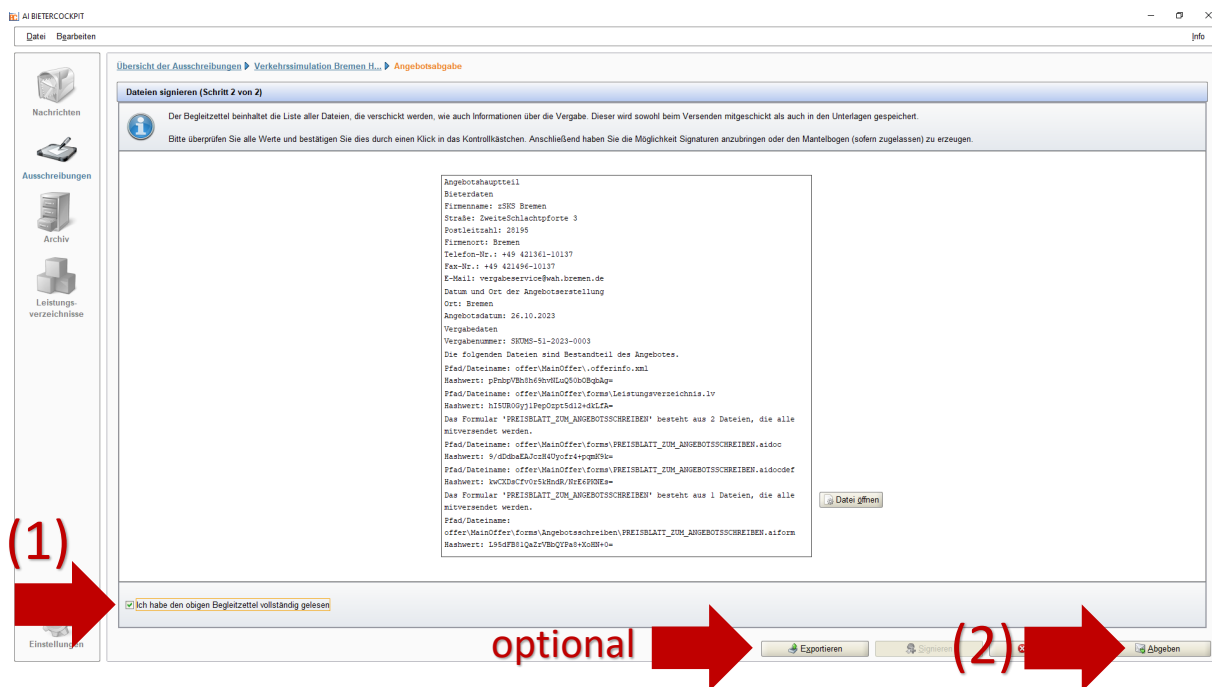 AI BIETERCOCKPIT
Datei Bearbeiten Info
Nachrichten
Ausschreibungen
Archiv
Leistungs-
verzeichnisse
Übersicht der Ausschreibungen Verkehrssimulation Bremen H... Angebotsabgabe
Dateien signieren (Schritt 2 von 2)
Der Begleitzettel beinhaltet die Liste aller Dateien, die verschickt werden, wie auch Informationen über die Vergabe. Dieser wird sowohl beim Versenden mitgeschickt als auch in den Unterlagen gespeichert.
Bitte überprüfen Sie alle Werte und bestätigen Sie dies durch einen Klick in das Kontrollkästchen. Anschließend haben Sie die Möglichkeit Signaturen anzubringen oder den Mantelbogen (sofern zugelassen) zu erzeugen.
Angebotshauptteil
Bieterdaten
Firmenname: zSKS Bremen
Straße: ZweiteSchlachtpforte 3
Postleitzahl: 28195
Firmenort: Bremen
Telefon-Nr.: +49 421361-10137
Fax-Nr.: +49 421496-10137
E-Mail: vergabeservice@wah.bremen.de
Datum und Ort der Angebotserstellung
Ort: Bremen
Angebotsdatum: 26.10.2023
Vergabedaten
Vergabenummer: SKUMS-51-2023-0003
Die folgenden Dateien sind Bestandteil des Angebotes.
Pfad/Dateiname: offer\MainOffer\.offerinfo.xml
Hashwert: pPnbpVBh8h69hvNLuQ50bOBqbAg=
Pfad/Dateiname: offer\MainOffer\forms\Leistungsverzeichnis.lv
Hashwert: hI5UR0Gyj1PepOzpt5d12+dkLfA=
Das Formular 'PREISBLATT_ZUM_ANGEBOTSSCHREIBEN' besteht aus 2 Dateien, die alle
mitversendet werden.
Pfad/Dateiname: offer\MainOffer\forms\PREISBLATT_ZUM_ANGEBOTSSCHREIBEN.aidoc
Hashwert: 9/dDdbaEAJczH4Uyofr4+pqmK9k=
Pfad/Dateiname: offer\MainOffer\forms\PREISBLATT_ZUM_ANGEBOTSSCHREIBEN.aidocdef
Hashwert: kwCXDsCfv0r5kHndR/NrE6PKNEs=
Das Formular 'PREISBLATT_ZUM_ANGEBOTSSCHREIBEN' besteht aus 1 Dateien, die alle
mitversendet werden.
Pfad/Dateiname:
offer\MainOffer\forms\Angebotsschreiben\PREISBLATT_ZUM_ANGEBOTSSCHREIBEN.aiform
Hashwert: L95dFB81QaZrVBbQYPa8+XoHN+0=
Datei öffnen
(1)
Ich habe den obigen Begleitzettel vollständig gelesen
Einstellungen
optional
Exportieren
Signieren
(2)
Abgeben